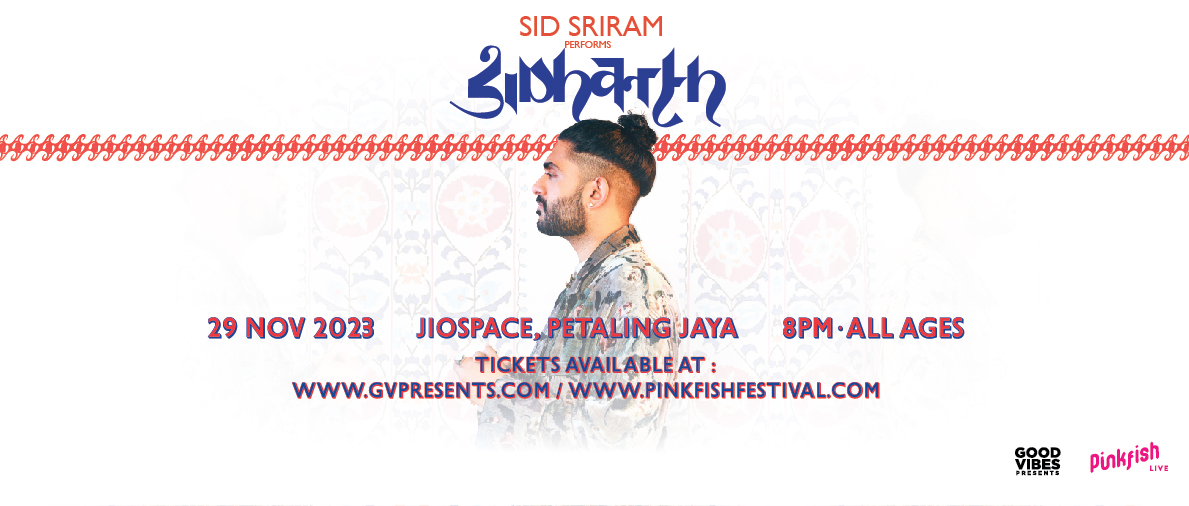 SID SRIRAM
PERFORMS
Sidharth
29 NOV 2023 JIOSPACE, PETALING JAYA 8PM · ALL AGES
TICKETS AVAILABLE AT :
WWW.GVPRESENTS.COM / WWW.PINKFISHFESTIVAL.COM
GOOD
VIBES
PRESENTS
Pinkfish
LIVE